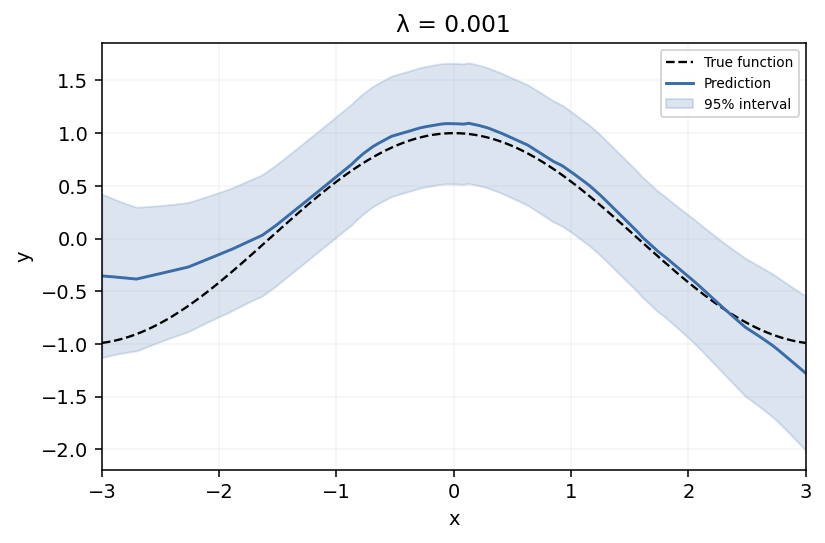 λ = 0.001
True function
Prediction
95% interval
1.5
1.0
0.5
0.0
−0.5
−1.0
−1.5
−2.0
y
−3
−2
−1
0
1
2
3
x